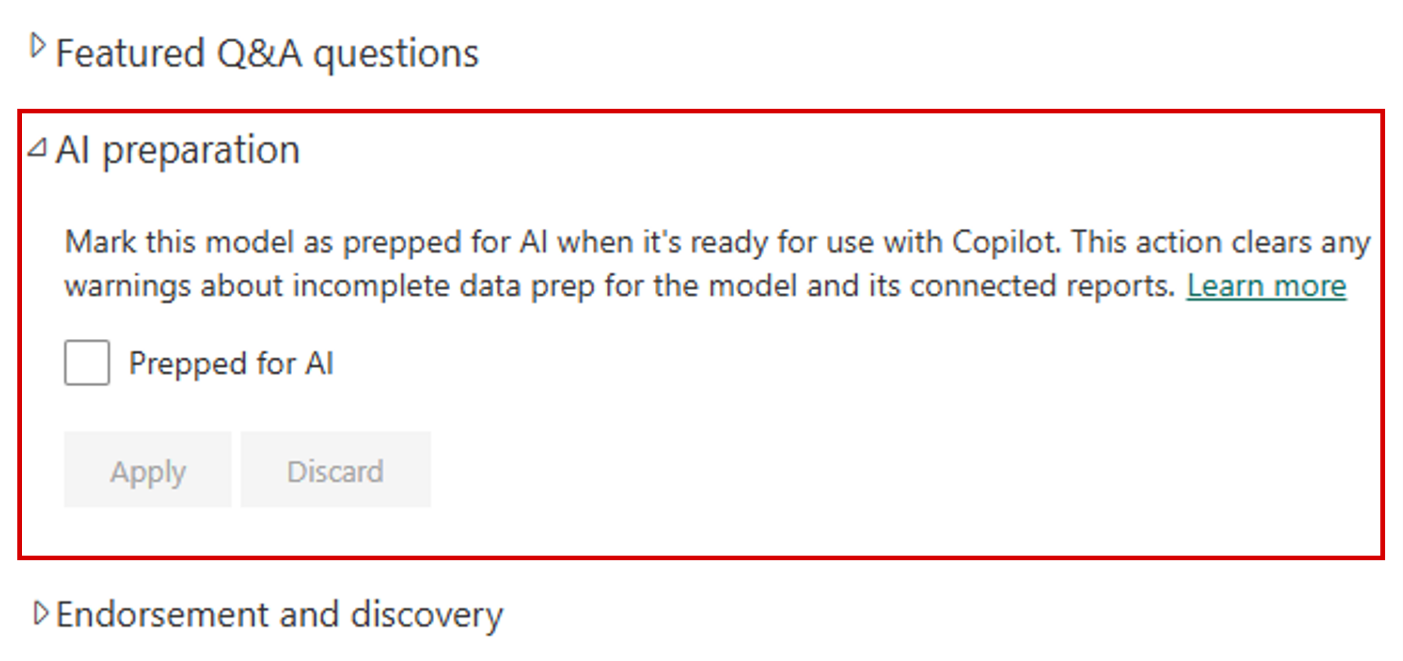 Featured Q&A questions
AI preparation
Mark this model as prepped for AI when it's ready for use with Copilot. This action clears any
warnings about incomplete data prep for the model and its connected reports. Learn more
Prepped for AI
Apply Discard
Endorsement and discovery